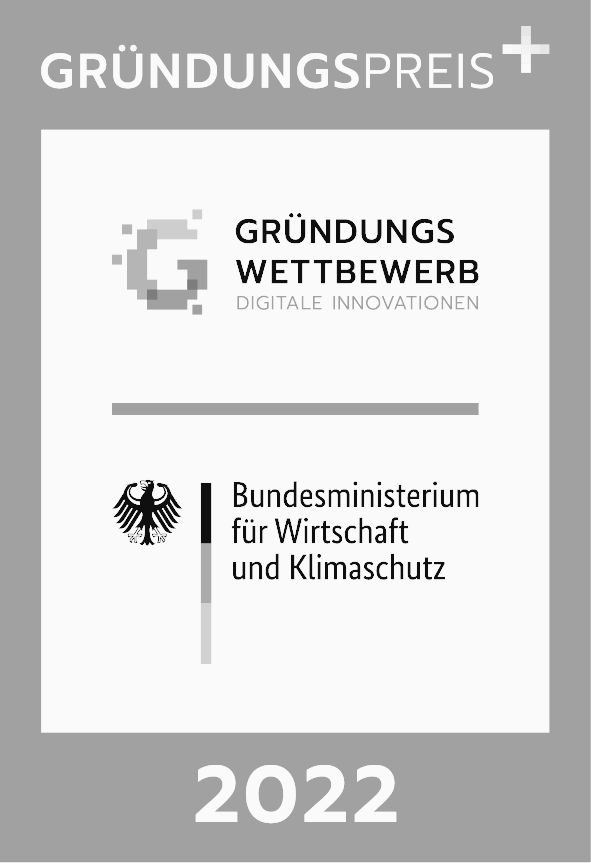 GRÜNDUNGSPREIS+
GRÜNDUNGS
WETTBEWERB
DIGITALE INNOVATIONEN
Bundesministerium
für Wirtschaft
und Klimaschutz
2022